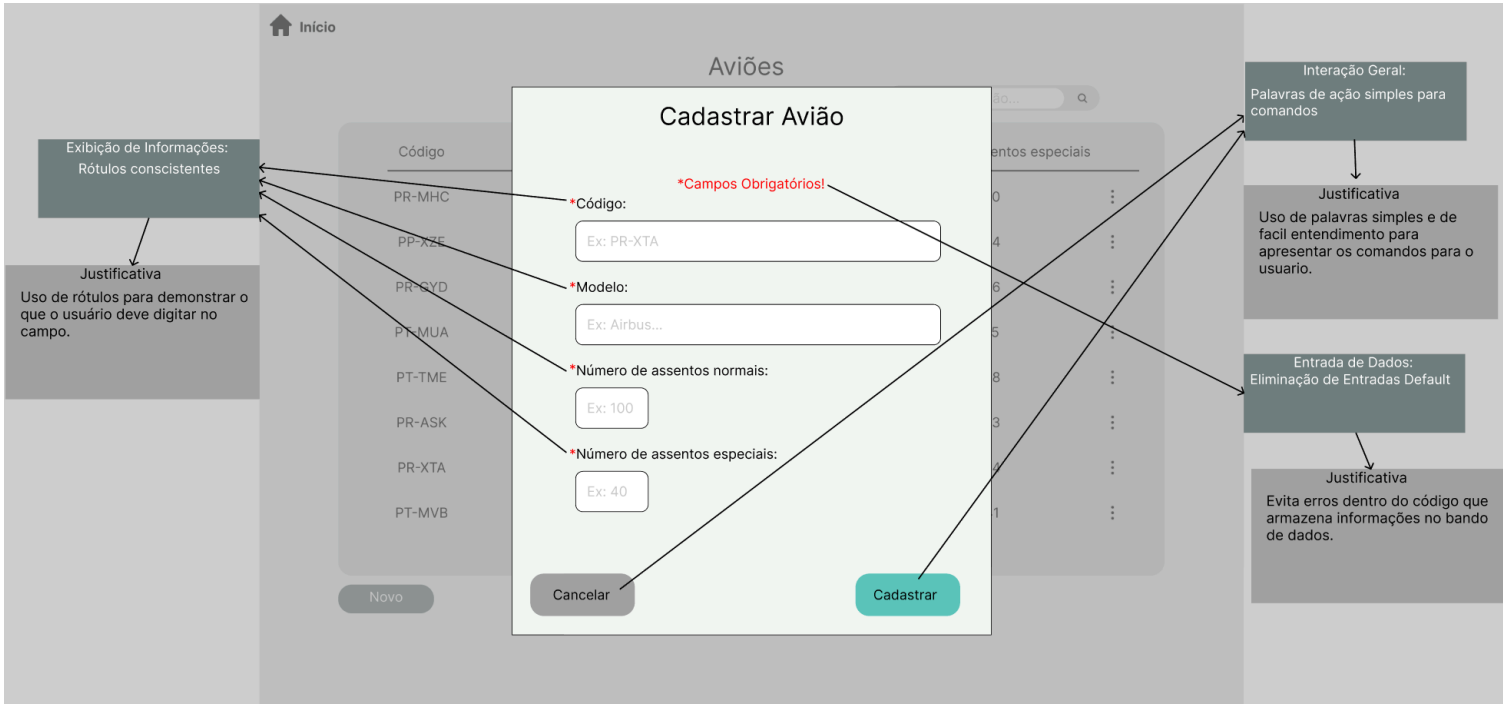 Início
Aviões
ão...
Código
entos especiais
PR-MHC
0
PP-XZE
4
PR-GYD
6
PT-MUA
5
PT-TME
8
PR-ASK
3
PR-XTA
4
PT-MVB
1
Novo
Cadastrar Avião
*Campos Obrigatórios!
*Código:
Ex: PR-XTA
*Modelo:
Ex: Airbus...
*Número de assentos normais:
Ex: 100
*Número de assentos especiais:
Ex: 40
Cancelar
Cadastrar
Exibição de Informações:
Rótulos conscistentes
Justificativa
Uso de rótulos para demonstrar o
que o usuário deve digitar no
campo.
Interação Geral:
Palavras de ação simples para
comandos
Justificativa
Uso de palavras simples e de
facil entendimento para
apresentar os comandos para o
usuario.
Entrada de Dados:
Eliminação de Entradas Default
Justificativa
Evita erros dentro do código que
armazena informações no bando
de dados.